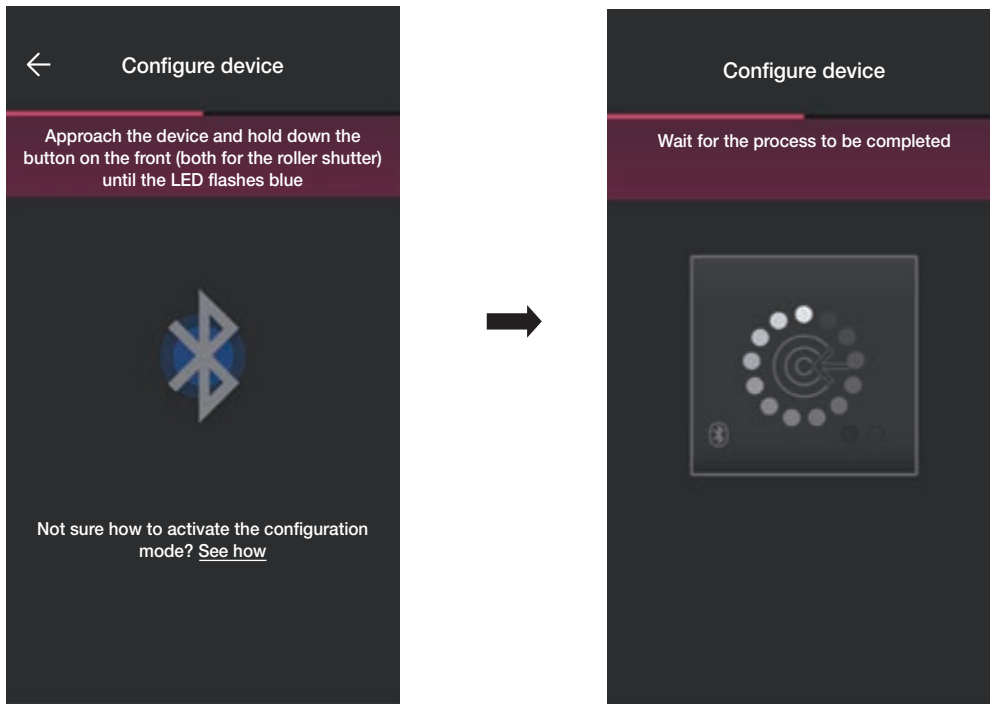 Configure device
Approach the device and hold down the
button on the front (both for the roller shutter)
until the LED flashes blue
Not sure how to activate the configuration
mode? See how
Configure device
Wait for the process to be completed